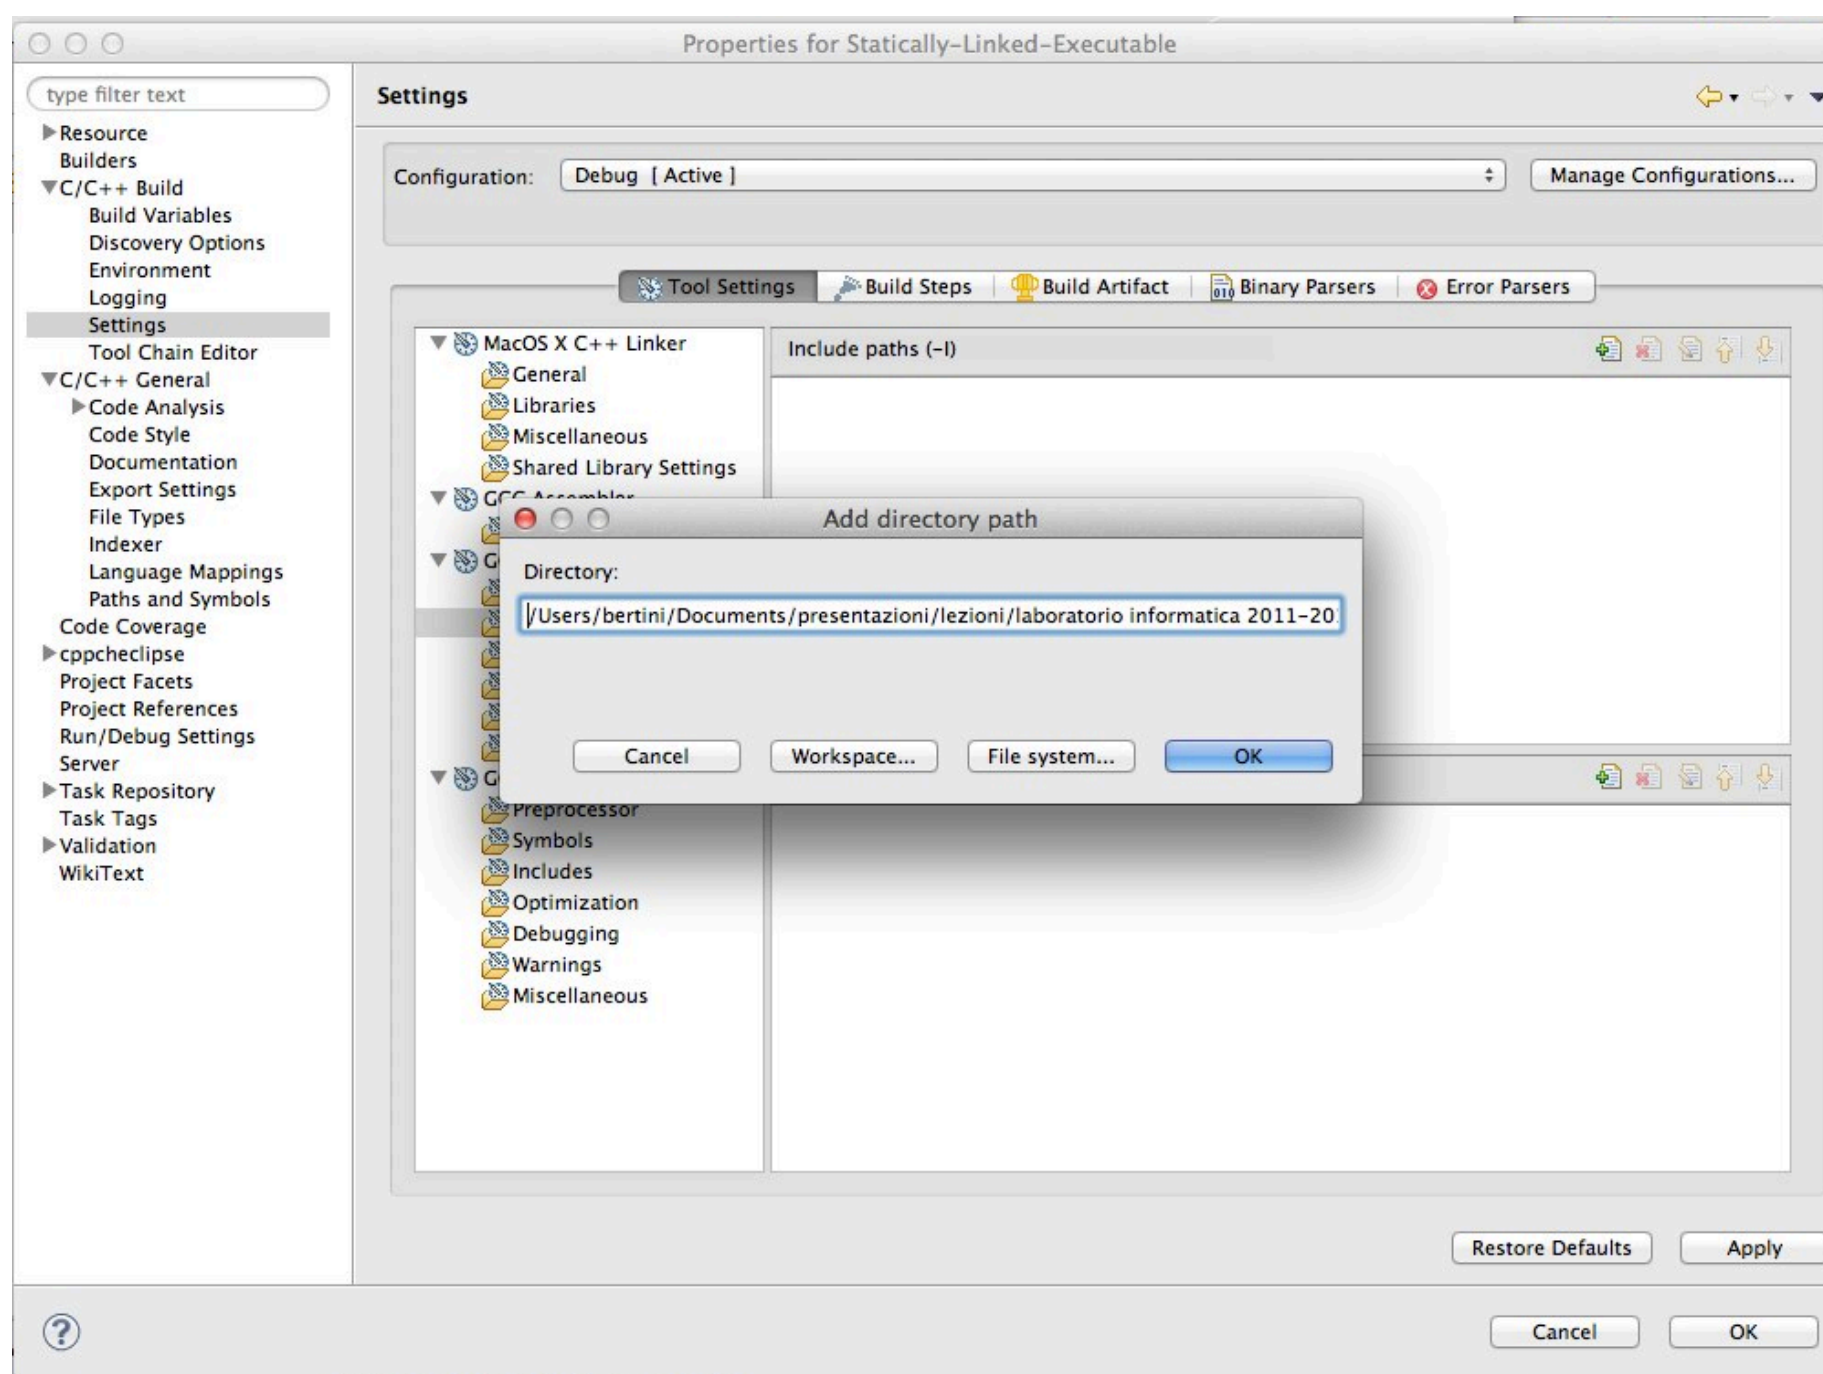 Properties for Statically-Linked-Executable
type filter text
Resource
Builders
C/C++ Build
Build Variables
Discovery Options
Environment
Logging
Settings
Tool Chain Editor
C/C++ General
Code Analysis
Code Style
Documentation
Export Settings
File Types
Indexer
Language Mappings
Paths and Symbols
Code Coverage
cppcheclipse
Project Facets
Project References
Run/Debug Settings
Server
Task Repository
Task Tags
Validation
WikiText
Settings
Configuration: Debug [ Active ] Manage Configurations...
Tool Settings Build Steps Build Artifact Binary Parsers Error Parsers
MacOS X C++ Linker
General
Libraries
Miscellaneous
Shared Library Settings
GCC Assembler
Preprocessor
Symbols
Includes
Optimization
Debugging
Warnings
Miscellaneous
Include paths (-I)
Add directory path
Directory:
/Users/bertini/Documents/presentazioni/lezioni/laboratorio informatica 2011-20
Cancel Workspace... File system... OK
Restore Defaults Apply
? Cancel OK